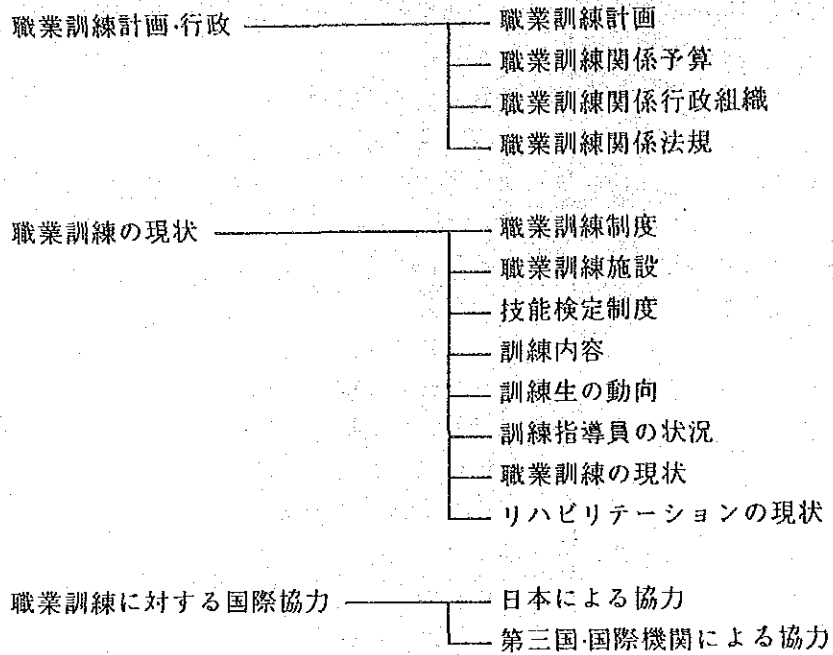 職業訓練計画·行政
職業訓練計画
職業訓練関係予算
職業訓練関係行政組織
職業訓練関係法規
職業訓練の現状
職業訓練制度
職業訓練施設
技能検定制度
訓練内容
訓練生の動向
訓練指導員の状況
職業訓練の現状
リハビリテーションの現状
職業訓練に対する国際協力
日本による協力
第三国·国際機関による協力